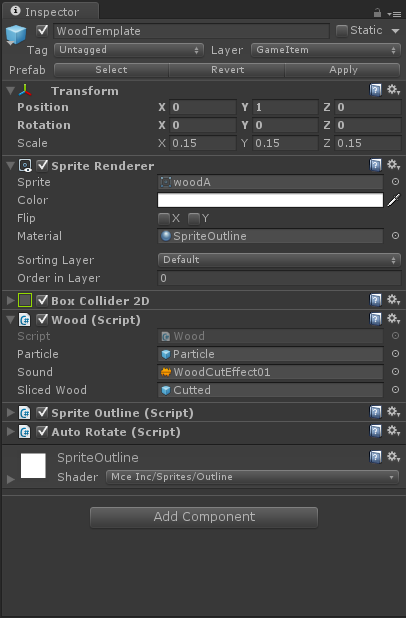 Inspector
WoodTemplate Static
Tag Untagged Layer GameItem
Prefab Select Revert Apply
Transform
Position X 0 Y 1 Z 0
Rotation X 0 Y 0 Z 0
Scale X 0.15 Y 0.15 Z 0.15
Sprite Renderer
Sprite woodA
Color
Flip X Y
Material SpriteOutline
Sorting Layer Default
Order in Layer 0
Box Collider 2D
Wood (Script)
Script Wood
Particle Particle
Sound WoodCutEffect01
Sliced Wood Cutted
Sprite Outline (Script)
Auto Rotate (Script)
SpriteOutline
Shader Mce Inc/Sprites/Outline
Add Component